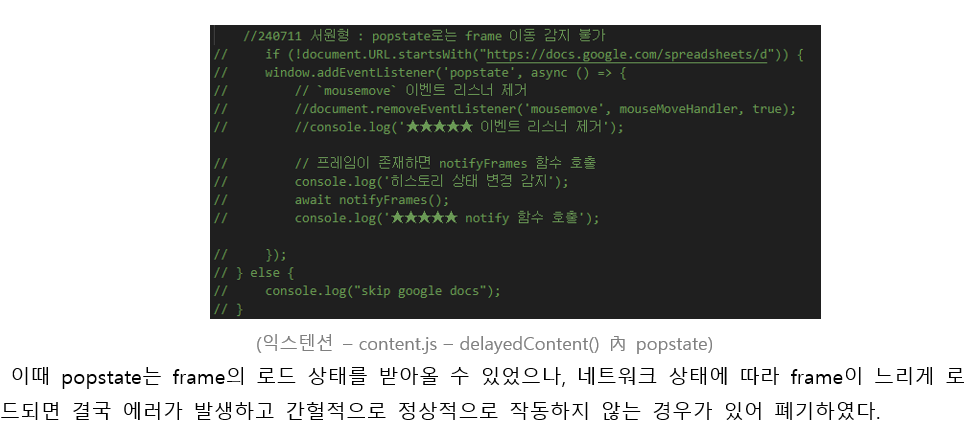 //240711 서원형 : popstate로는 frame 이동 감지 불가
//    if (!document.URL.startsWith("https://docs.google.com/spreadsheets/d")) {
//    window.addEventListener('popstate', async () => {
//        // `mousemove` 이벤트 리스너 제거
//        //document.removeEventListener('mousemove', mouseMoveHandler, true);
//        //console.log('★★★★★ 이벤트 리스너 제거');
//        // 프레임이 존재하면 notifyFrames 함수 호출
//        console.log('히스토리 상태 변경 감지');
//        await notifyFrames();
//        console.log('★★★★★ notify 함수 호출');
//    });
// } else {
//    console.log("skip google docs");
// }
(익스텐션 – content.js – delayedContent() 內 popstate)
이때 popstate는 frame의 로드 상태를 받아올 수 있었으나, 네트워크 상태에 따라 frame이 느리게 로
드되면 결국 에러가 발생하고 간헐적으로 정상적으로 작동하지 않는 경우가 있어 폐기하였다.